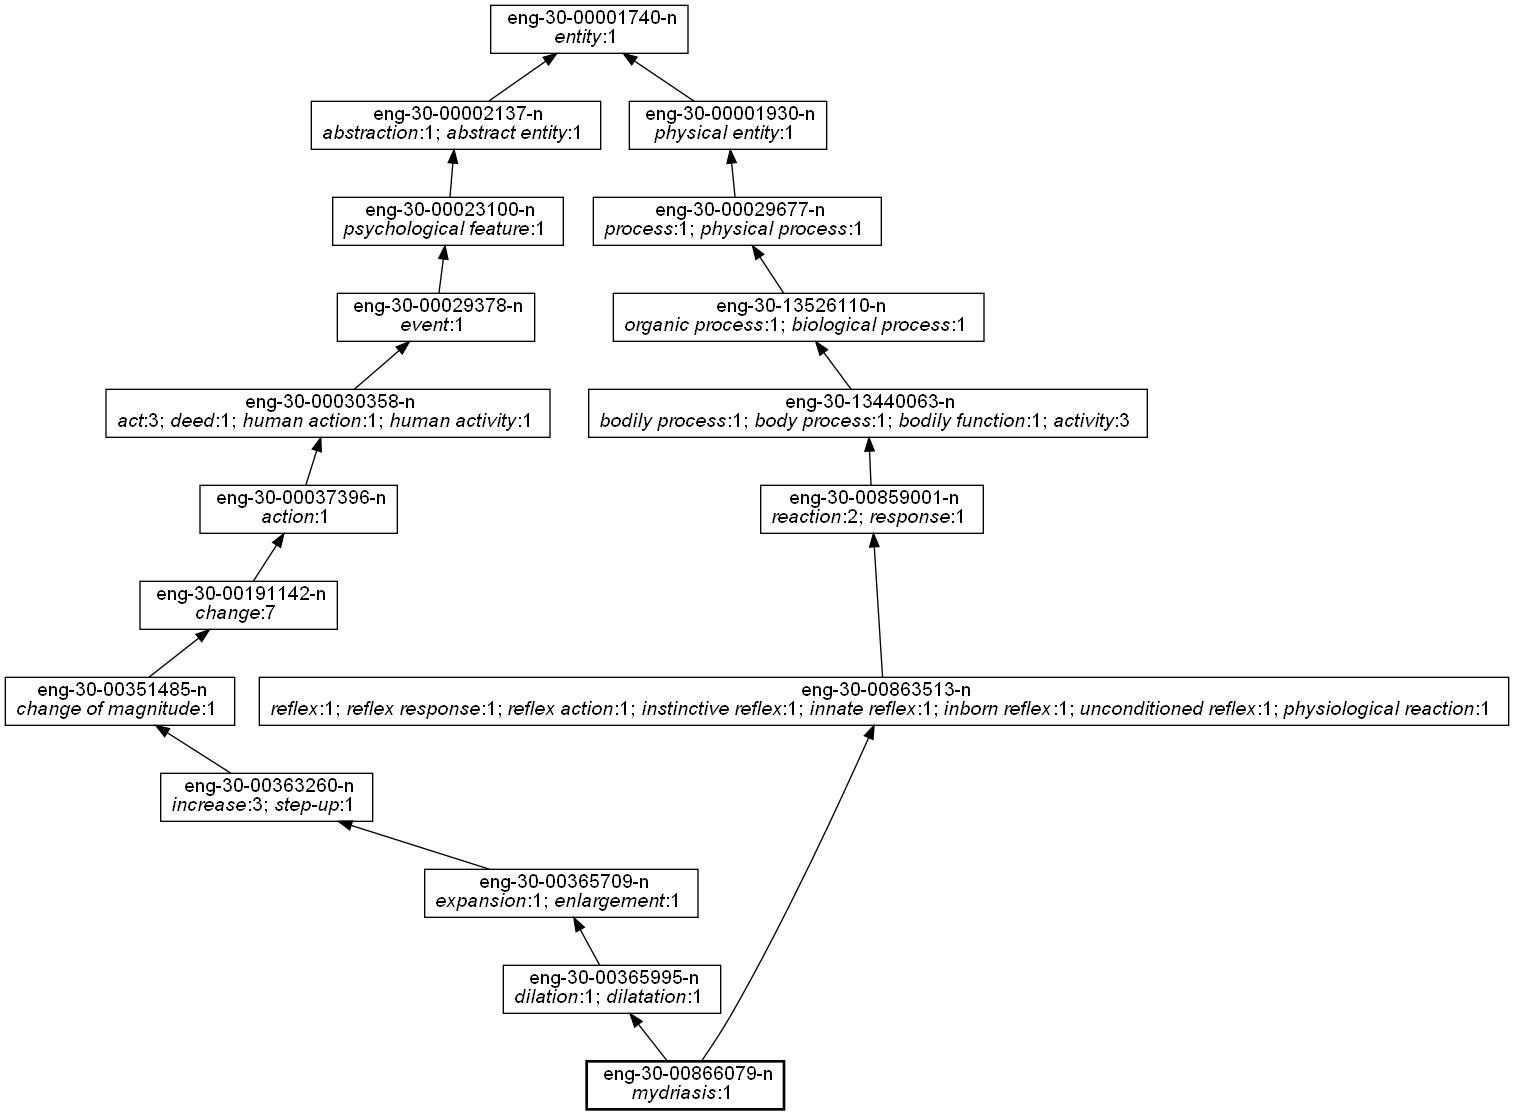 eng-30-00001740-n
entity:1
eng-30-00002137-n
abstraction:1; abstract entity:1
eng-30-00001930-n
physical entity:1
eng-30-00023100-n
psychological feature:1
eng-30-00029677-n
process:1; physical process:1
eng-30-00029378-n
event:1
eng-30-13526110-n
organic process:1; biological process:1
eng-30-00030358-n
act:3; deed:1; human action:1; human activity:1
eng-30-13440063-n
bodily process:1; body process:1; bodily function:1; activity:3
eng-30-00037396-n
action:1
eng-30-00859001-n
reaction:2; response:1
eng-30-00191142-n
change:7
eng-30-00351485-n
change of magnitude:1
eng-30-00863513-n
reflex:1; reflex response:1; reflex action:1; instinctive reflex:1; innate reflex:1; inborn reflex:1; unconditioned reflex:1; physiological reaction:1
eng-30-00363260-n
increase:3; step-up:1
eng-30-00365709-n
expansion:1; enlargement:1
eng-30-00365995-n
dilation:1; dilatation:1
eng-30-00866079-n
mydriasis:1